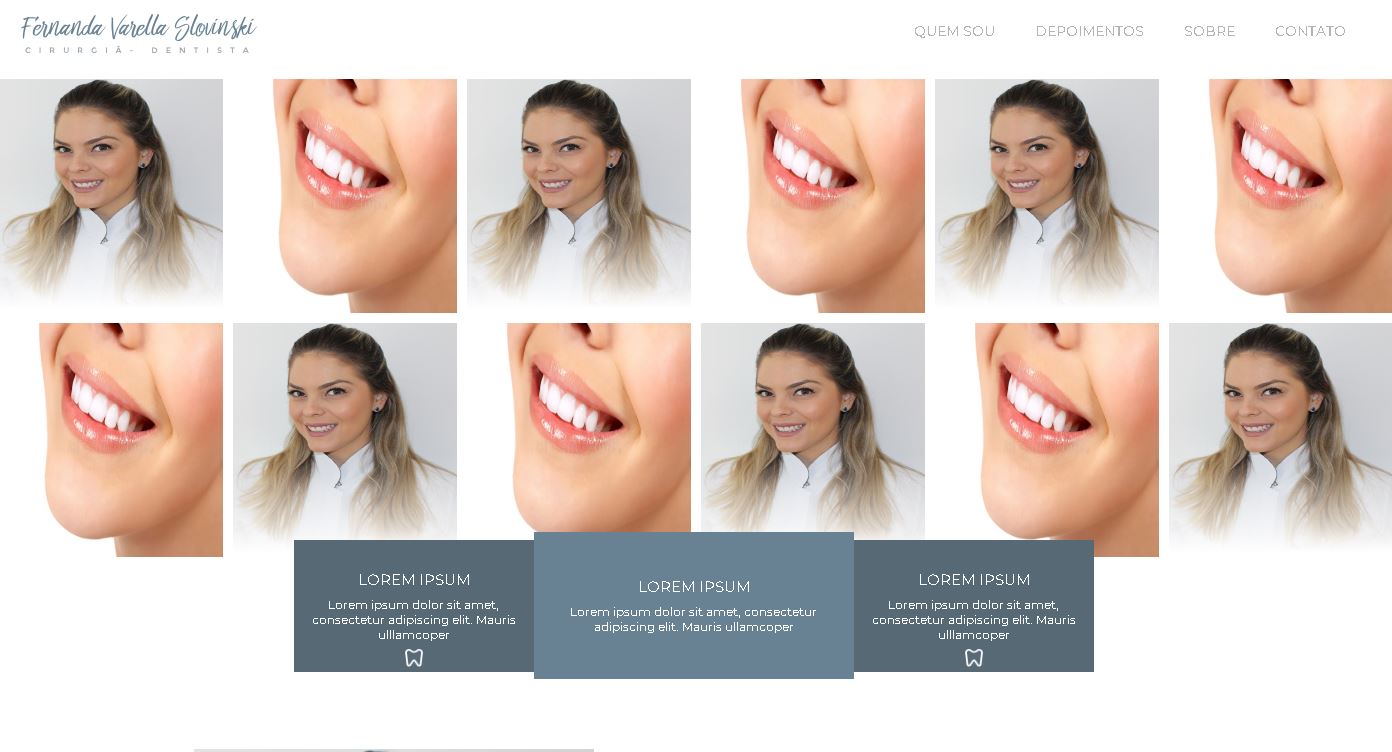 Fernanda Varella Slovinski
CIRURGIÃ- DENTISTA
QUEM SOU
DEPOIMENTOS
SOBRE
CONTATO
LOREM IPSUM
Lorem ipsum dolor sit amet,
consectetur adipiscing elit. Mauris
ulllamcoper
LOREM IPSUM
Lorem ipsum dolor sit amet, consectetur
adipiscing elit. Mauris ullamcoper
LOREM IPSUM
Lorem ipsum dolor sit amet,
consectetur adipiscing elit. Mauris
ulllamcoper